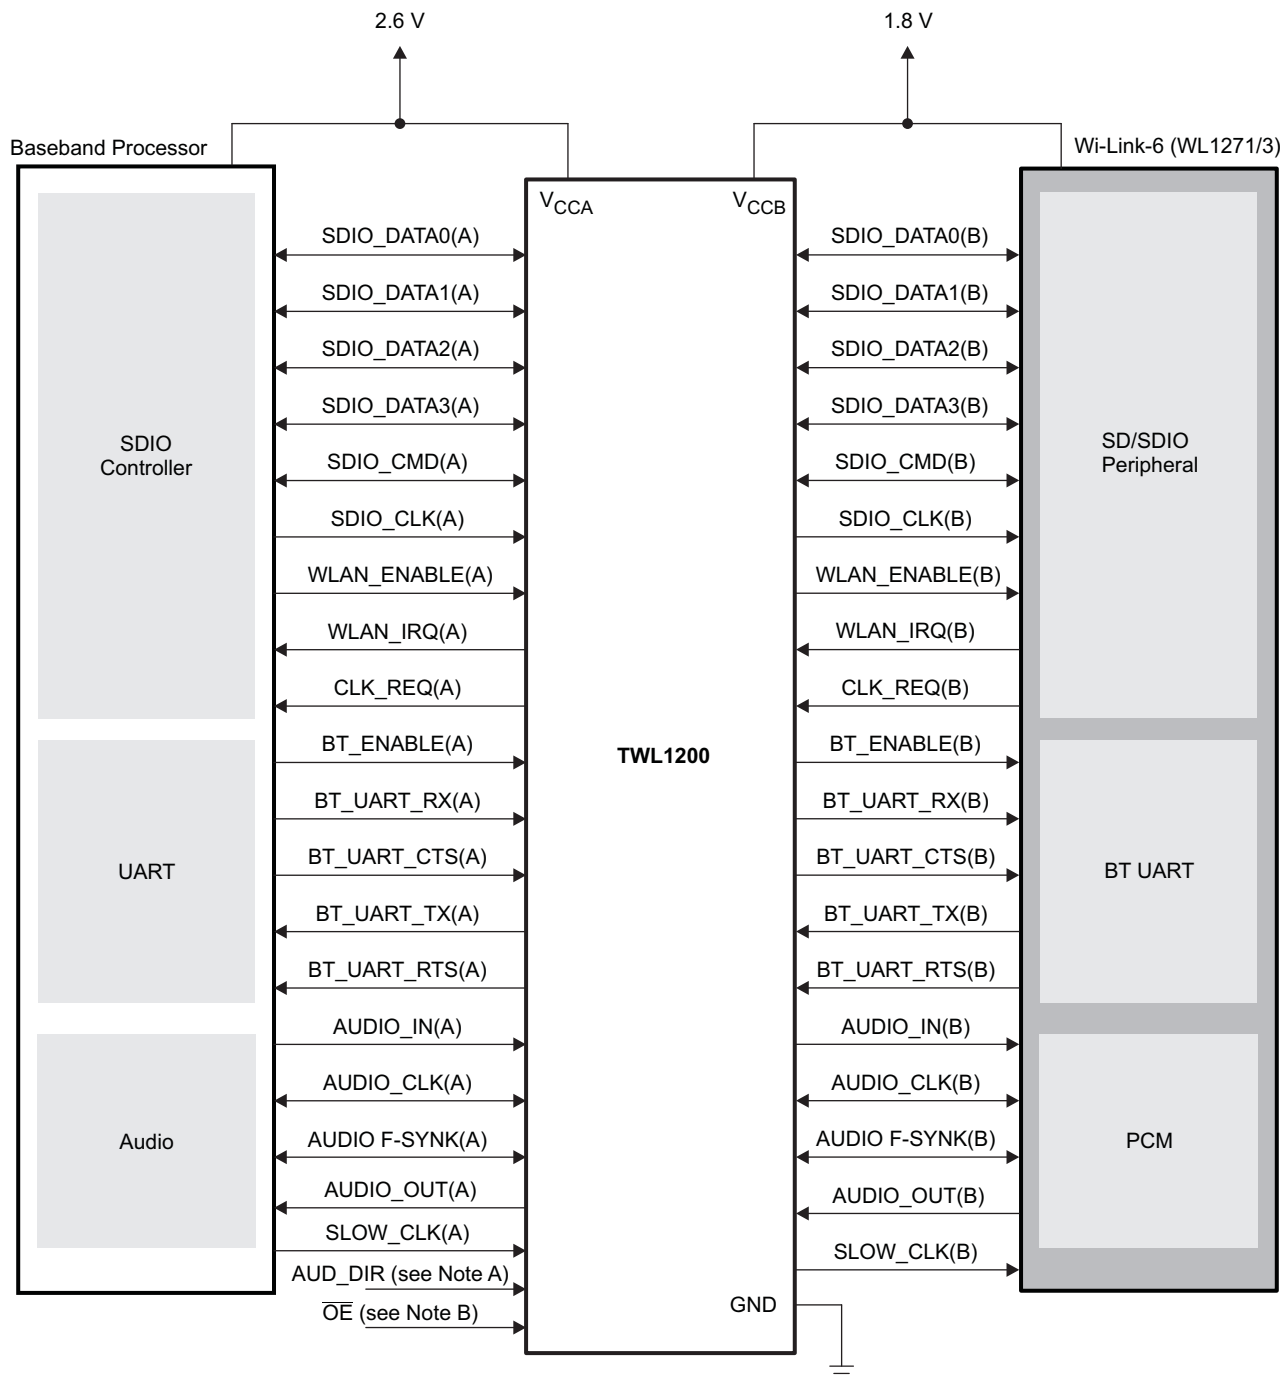 2.6 V
1.8 V
Baseband Processor
Wi-Link-6 (WL1271/3)
VCCA
VCCB
SDIO_DATA0(A)
SDIO_DATA0(B)
SDIO_DATA1(A)
SDIO_DATA1(B)
SDIO_DATA2(A)
SDIO_DATA2(B)
SDIO_DATA3(A)
SDIO_DATA3(B)
SDIO
Controller
SD/SDIO
Peripheral
SDIO_CMD(A)
SDIO_CMD(B)
SDIO_CLK(A)
SDIO_CLK(B)
WLAN_ENABLE(A)
WLAN_ENABLE(B)
WLAN_IRQ(A)
WLAN_IRQ(B)
CLK_REQ(A)
CLK_REQ(B)
BT_ENABLE(A)
TWL1200
BT_ENABLE(B)
BT_UART_RX(A)
BT_UART_RX(B)
BT_UART_CTS(A)
BT_UART_CTS(B)
UART
BT UART
BT_UART_TX(A)
BT_UART_TX(B)
BT_UART_RTS(A)
BT_UART_RTS(B)
AUDIO_IN(A)
AUDIO_IN(B)
AUDIO_CLK(A)
AUDIO_CLK(B)
Audio
AUDIO F-SYNK(A)
AUDIO F-SYNK(B)
PCM
AUDIO_OUT(A)
AUDIO_OUT(B)
SLOW_CLK(A)
SLOW_CLK(B)
AUD_DIR (see Note A)
OE (see Note B)
GND